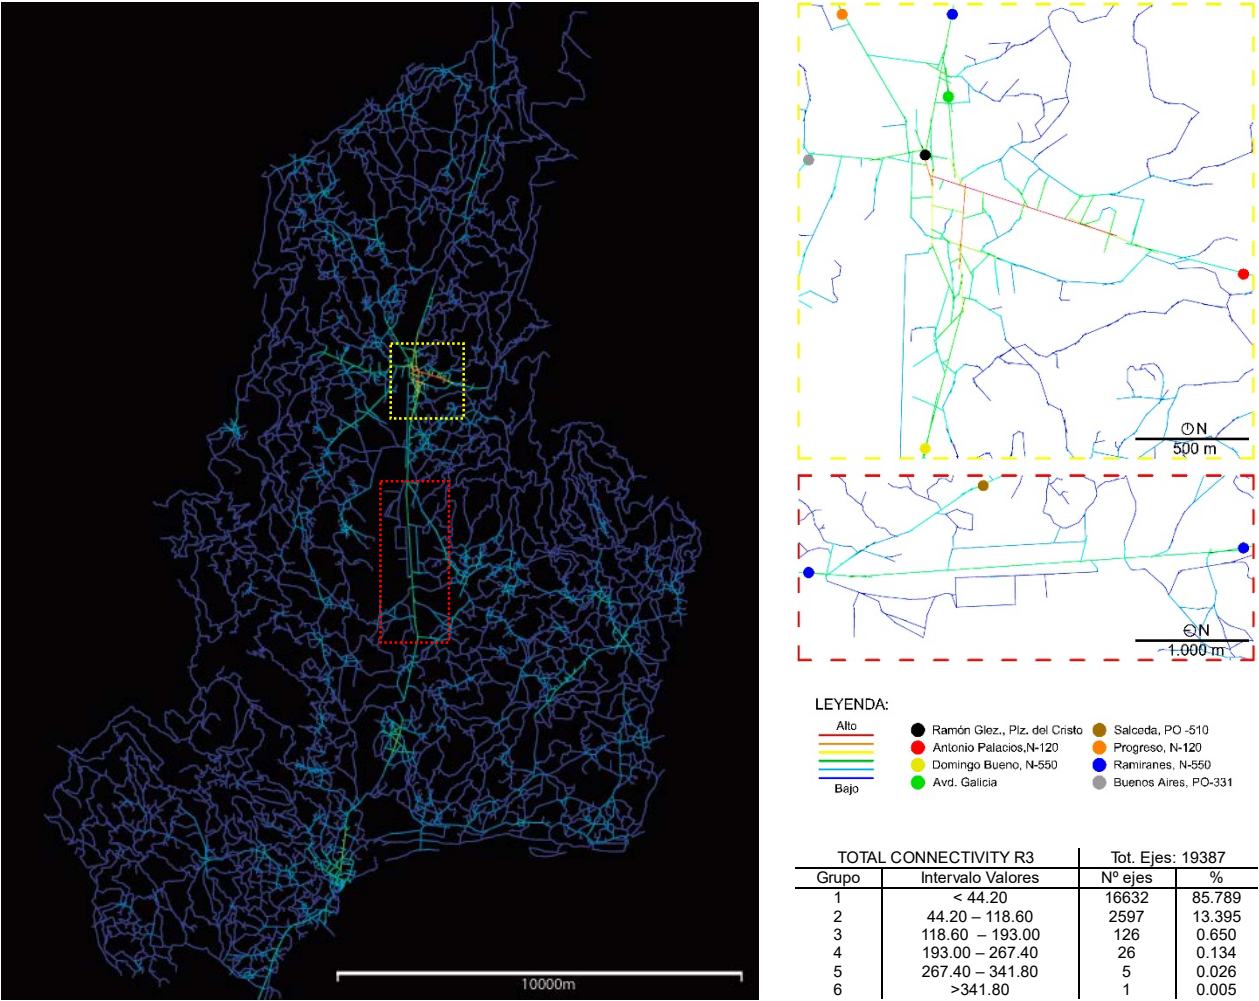 10000m
N
500 m
N
1.000 m
LEYENDA:
Alto
Bajo
Ramón Glez., Plz. del Cristo
Antonio Palacios,N-120
Domingo Bueno, N-550
Avd. Galicia
Salceda, PO -510
Progreso, N-120
Ramiranes, N-550
Buenos Aires, PO-331
TOTAL CONNECTIVITY R3 Tot. Ejes: 19387
Grupo Intervalo Valores Nº ejes %
1 < 44.20 16632 85.789
2 44.20 – 118.60 2597 13.395
3 118.60 – 193.00 126 0.650
4 193.00 – 267.40 26 0.134
5 267.40 – 341.80 5 0.026
6 >341.80 1 0.005